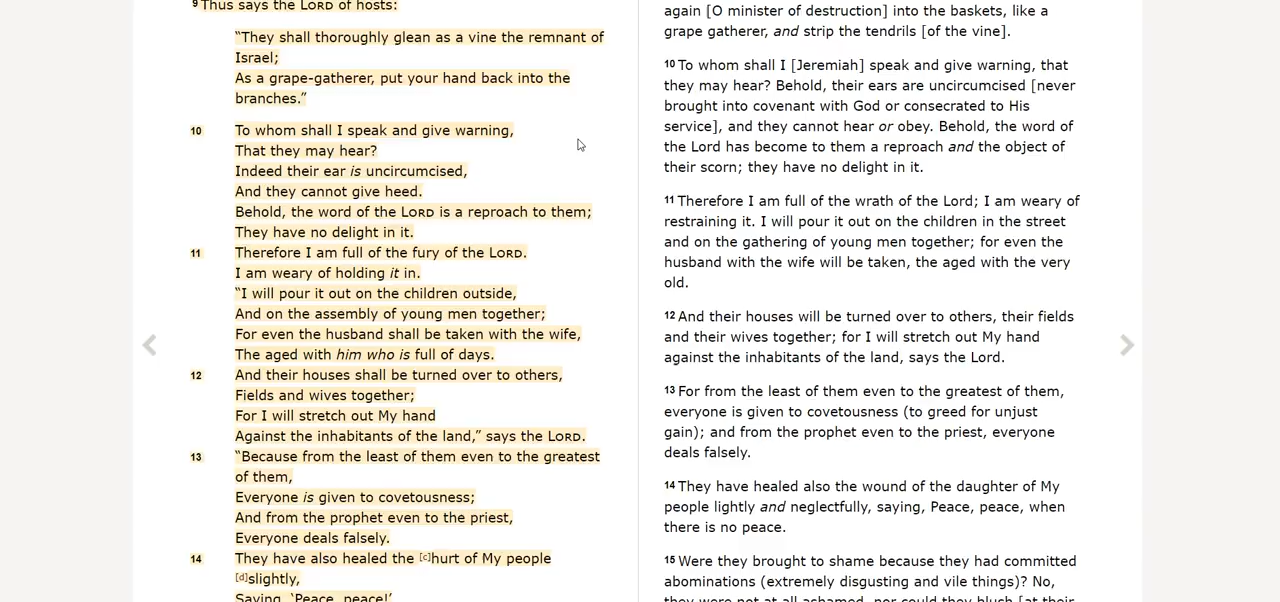 9 Thus says the LORD of hosts:
“They shall thoroughly glean as a vine the remnant of
Israel;
As a grape-gatherer, put your hand back into the
branches.”
10 To whom shall I speak and give warning,
That they may hear?
Indeed their ear is uncircumcised,
And they cannot give heed.
Behold, the word of the LORD is a reproach to them;
They have no delight in it.
11 Therefore I am full of the fury of the LORD.
I am weary of holding it in.
“I will pour it out on the children outside,
And on the assembly of young men together;
For even the husband shall be taken with the wife,
The aged with him who is full of days.
12 And their houses shall be turned over to others,
Fields and wives together;
For I will stretch out My hand
Against the inhabitants of the land,” says the LORD.
13 “Because from the least of them even to the greatest
of them,
Everyone is given to covetousness;
And from the prophet even to the priest,
Everyone deals falsely.
14 They have also healed the [c]hurt of My people
[d]slightly,
Saying, ‘Peace, peace!’
again [O minister of destruction] into the baskets, like a
grape gatherer, and strip the tendrils [of the vine].
10 To whom shall I [Jeremiah] speak and give warning, that
they may hear? Behold, their ears are uncircumcised [never
brought into covenant with God or consecrated to His
service], and they cannot hear or obey. Behold, the word of
the Lord has become to them a reproach and the object of
their scorn; they have no delight in it.
11 Therefore I am full of the wrath of the Lord; I am weary of
restraining it. I will pour it out on the children in the street
and on the gathering of young men together; for even the
husband with the wife will be taken, the aged with the very
old.
12 And their houses will be turned over to others, their fields
and their wives together; for I will stretch out My hand
against the inhabitants of the land, says the Lord.
13 For from the least of them even to the greatest of them,
everyone is given to covetousness (to greed for unjust
gain); and from the prophet even to the priest, everyone
deals falsely.
14 They have healed also the wound of the daughter of My
people lightly and neglectfully, saying, Peace, peace, when
there is no peace.
15 Were they brought to shame because they had committed
abominations (extremely disgusting and vile things)? No,
they were not at all ashamed, nor could they blush [at their